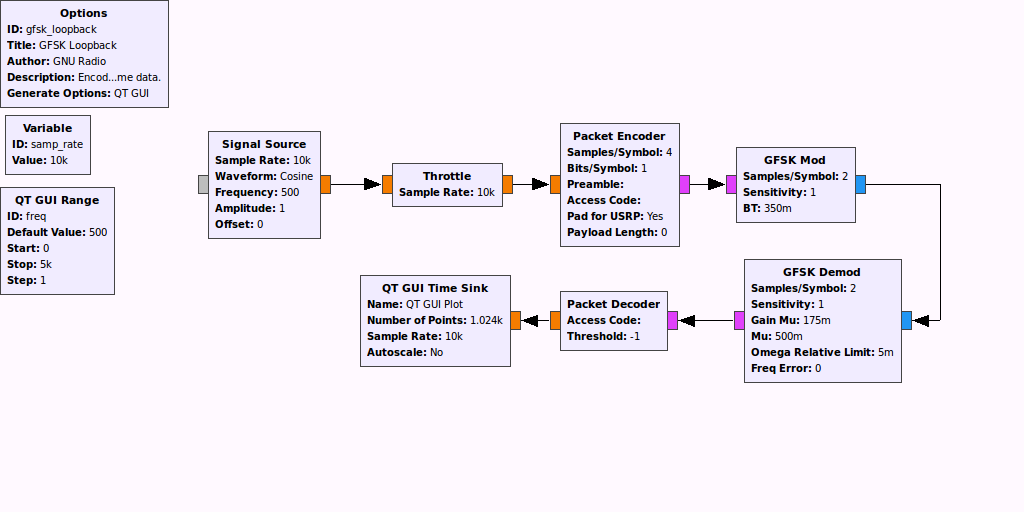 Options
ID: gfsk_loopback
Title: GFSK Loopback
Author: GNU Radio
Description: Encod...me data.
Generate Options: QT GUI
Variable
ID: samp_rate
Value: 10k
QT GUI Range
ID: freq
Default Value: 500
Start: 0
Stop: 5k
Step: 1
Signal Source
Sample Rate: 10k
Waveform: Cosine
Frequency: 500
Amplitude: 1
Offset: 0
Throttle
Sample Rate: 10k
Packet Encoder
Samples/Symbol: 4
Bits/Symbol: 1
Preamble:
Access Code:
Pad for USRP: Yes
Payload Length: 0
GFSK Mod
Samples/Symbol: 2
Sensitivity: 1
BT: 350m
QT GUI Time Sink
Name: QT GUI Plot
Number of Points: 1.024k
Sample Rate: 10k
Autoscale: No
Packet Decoder
Access Code:
Threshold: -1
GFSK Demod
Samples/Symbol: 2
Sensitivity: 1
Gain Mu: 175m
Mu: 500m
Omega Relative Limit: 5m
Freq Error: 0